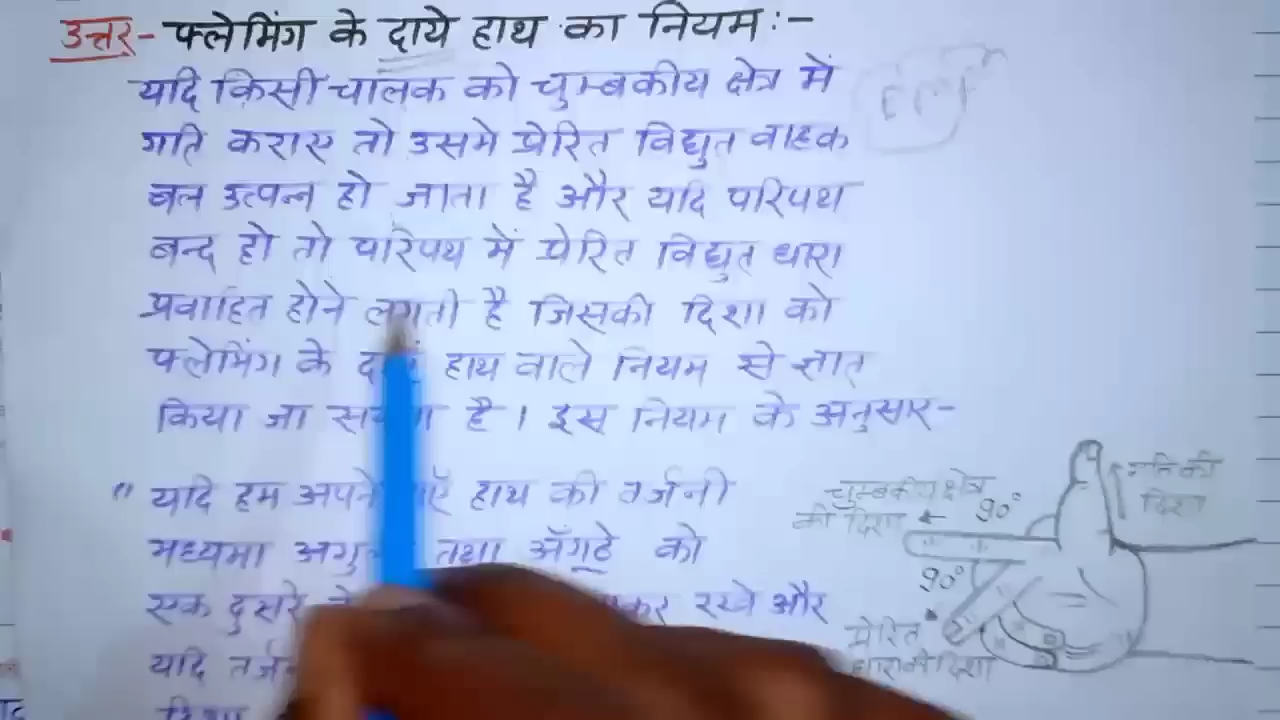 उत्तर- फ्लेमिंग के दाये हाथ का नियम:-
यदि किसी चालक को चुम्बकीय क्षेत्र में
गति कराए तो उसमे प्रेरित विद्युत वाहक
बल उत्पन्न हो जाता है और यदि परिपथ
बन्द हो तो परिपथ में प्रेरित विद्युत धारा
प्रवाहित होने लगती है जिसकी दिशा को
फ्लेमिंग के हाथ वाले नियम से ज्ञात
किया जा है। इस नियम के अनुसार-
"यदि हम अपने हाथ की तर्जनी
मध्यमा तथा अँगूठे को
एक दुसरे रखे और
यदि
दिशा
गति की
दिशा
चुम्बकीय क्षेत्र
की दिशा
90°
90°
प्रेरित
धारा की दिशा